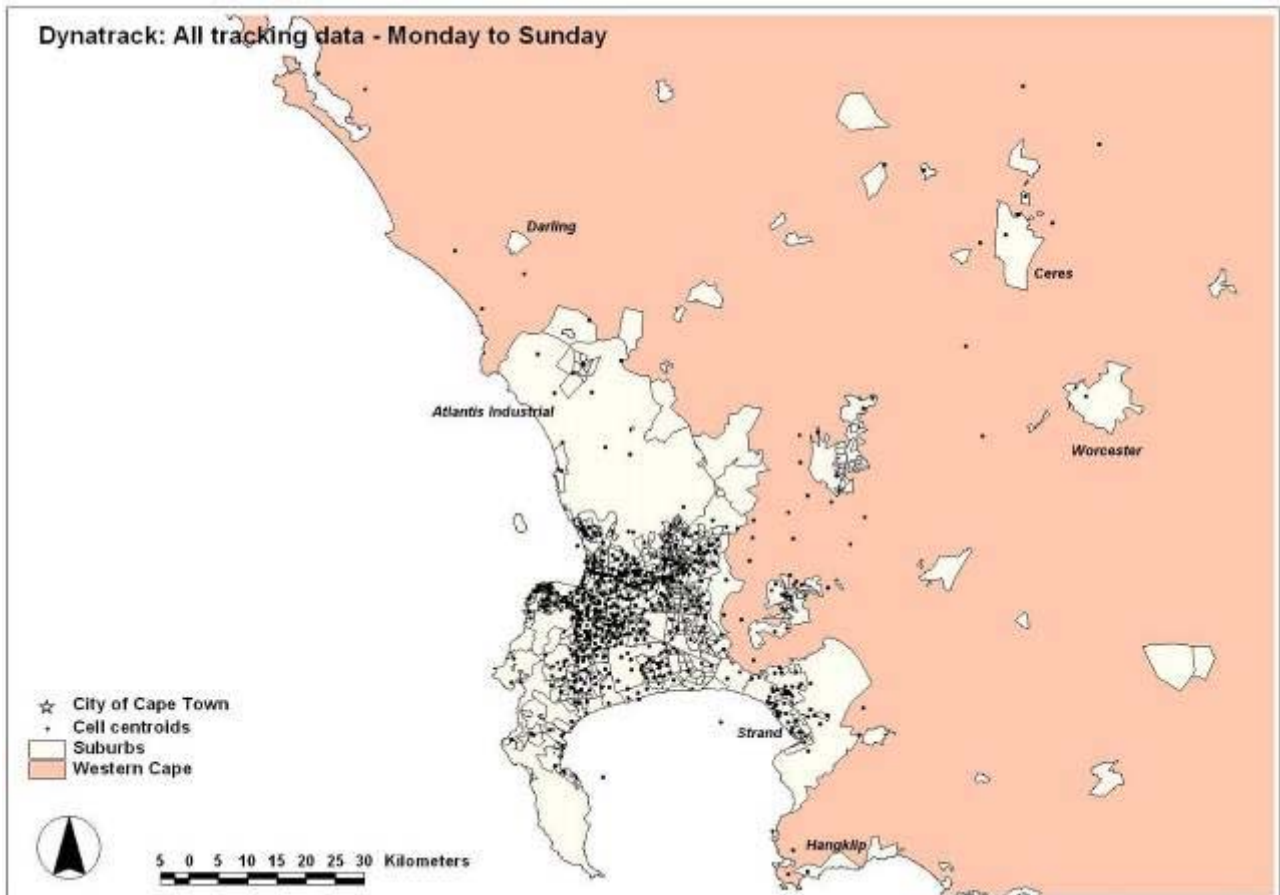 Dynatrack: All tracking data - Monday to Sunday
Darling
Ceres
Atlantis Industrial
Worcester
City of Cape Town
Cell centroids
Strand
Suburbs
Western Cape
Hangklip
5 0 5 10 15 20 25 30 Kilometers